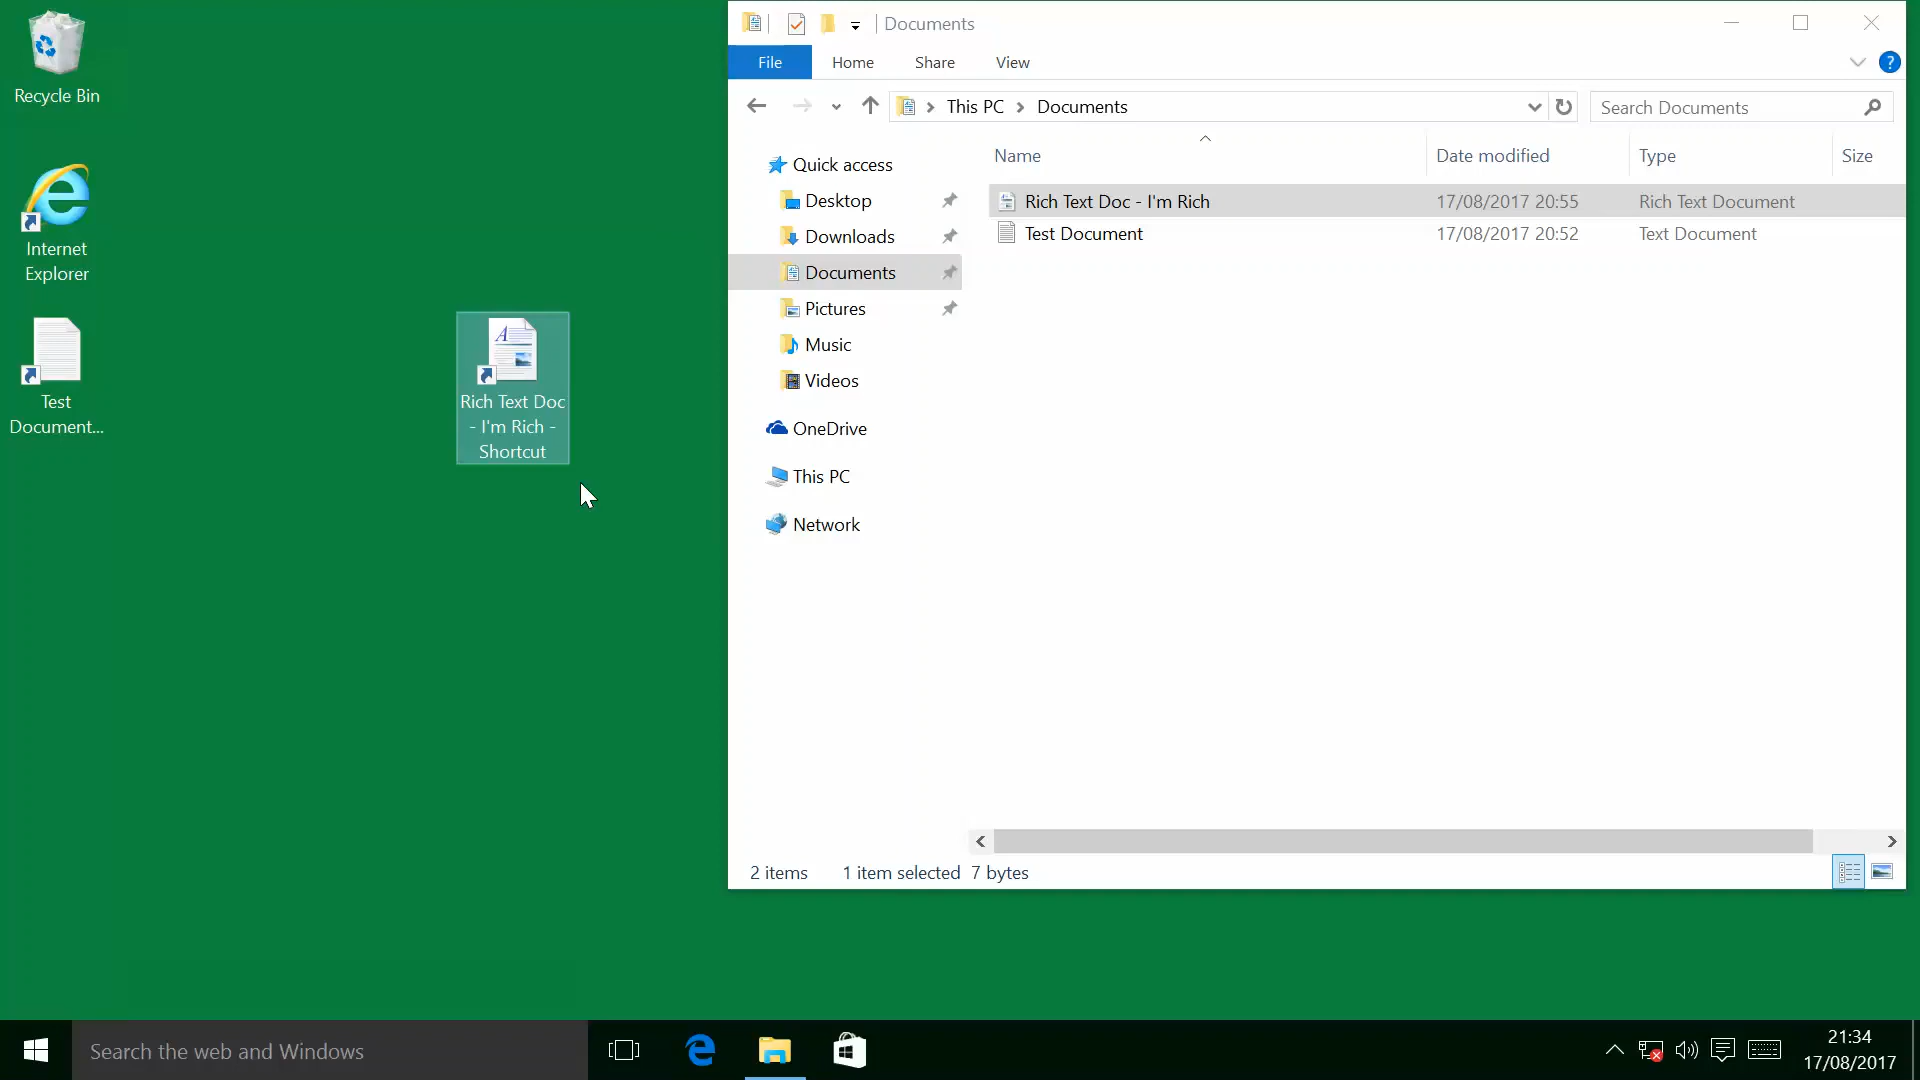 Recycle Bin
Internet
Explorer
Test
Document...
Rich Text Doc
- I'm Rich -
Shortcut
Documents
File Home Share View
?
This PC Documents
Search Documents
Name Date modified Type Size
Quick access
Desktop
Downloads
Documents
Pictures
Music
Videos
OneDrive
This PC
Network
Rich Text Doc - I'm Rich 17/08/2017 20:55 Rich Text Document
Test Document 17/08/2017 20:52 Text Document
2 items 1 item selected 7 bytes
Search the web and Windows
21:34
17/08/2017